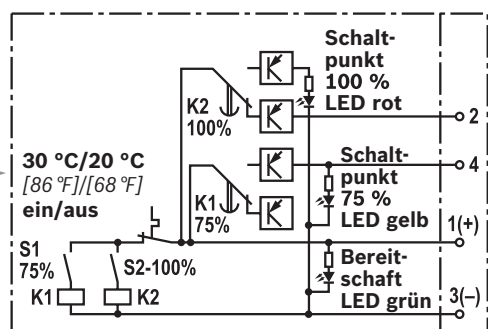 Schalt-
punkt
100 %
LED rot
K2
100%
2
30 °C/20 °C
[86 °F]/[68 °F]
ein/aus
K1
75%
Schalt-
punkt
75 %
LED gelb
4
1(+)
S1
75%
S2-100%
K1
K2
Bereit-
schaft
LED grün
3(–)